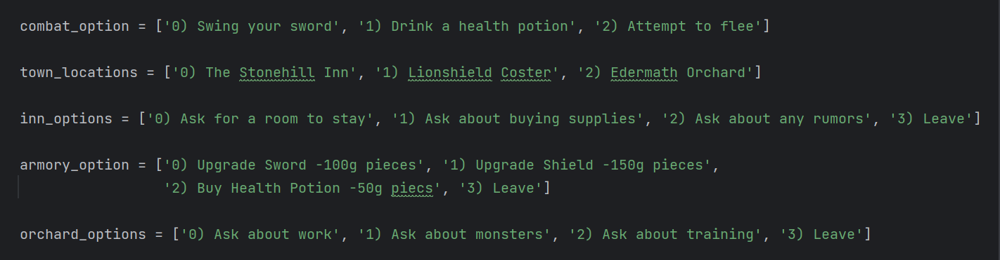 combat_option = ['0) Swing your sword', '1) Drink a health potion', '2) Attempt to flee']
town_locations = ['0) The Stonehill Inn', '1) Lionshield Coster', '2) Edermath Orchard']
inn_options = ['0) Ask for a room to stay', '1) Ask about buying supplies', '2) Ask about any rumors', '3) Leave']
armory_option = ['0) Upgrade Sword -100g pieces', '1) Upgrade Shield -150g pieces',
'2) Buy Health Potion -50g piecs', '3) Leave']
orchard_options = ['0) Ask about work', '1) Ask about monsters', '2) Ask about training', '3) Leave']